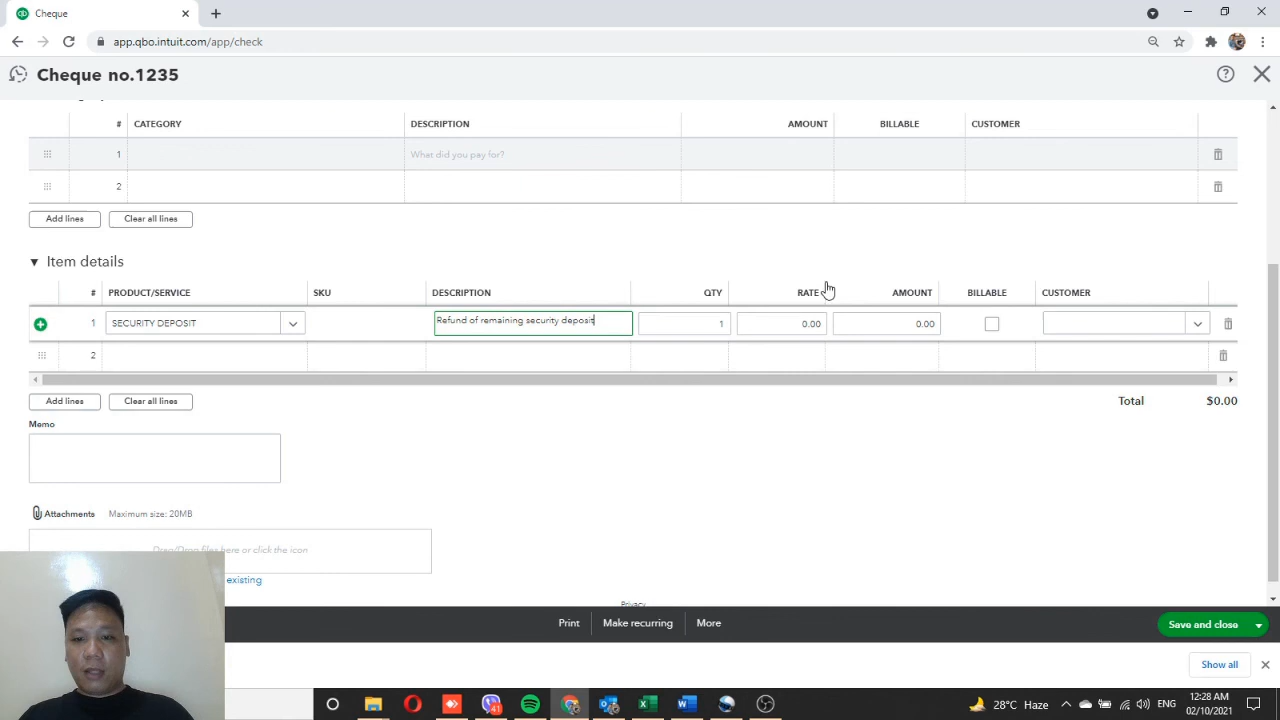 Cheque
app.qbo.intuit.com/app/check
Cheque no.1235
# CATEGORY DESCRIPTION AMOUNT BILLABLE CUSTOMER
1 What did you pay for?
2
Add lines Clear all lines
Item details
# PRODUCT/SERVICE SKU DESCRIPTION QTY RATE AMOUNT BILLABLE CUSTOMER
1 SECURITY DEPOSIT Refund of remaining security deposit 1 0.00 0.00
2
Add lines Clear all lines Total $0.00
Memo
Attachments Maximum size: 20MB
Drag/Drop files here or click the icon
existing
Privacy
Print Make recurring More Save and close
Show all
41
28°C Haze ENG 12:28 AM
02/10/2021